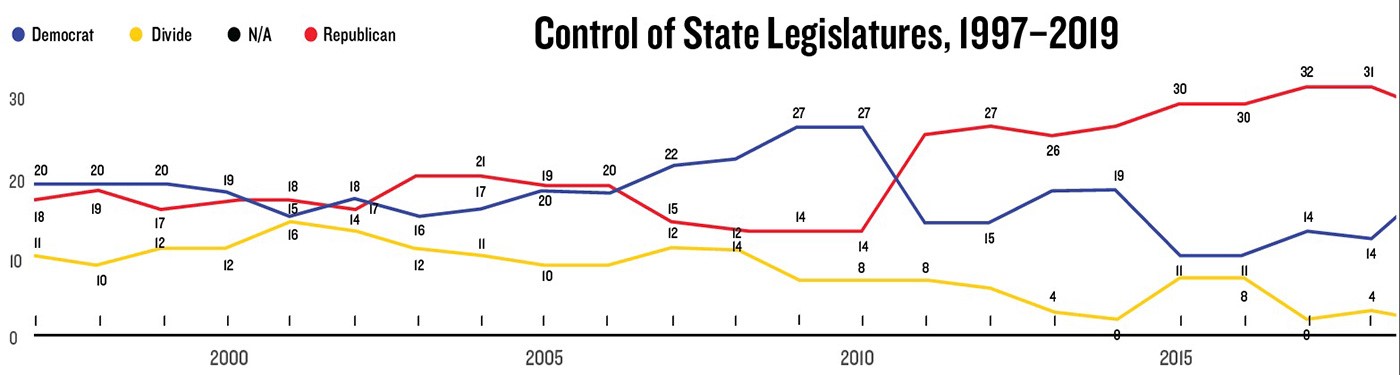 Control of State Legislatures, 1997–2019
Democrat Divide N/A Republican
32 31
30
30 27 27 27 30
26
22
20 20 20 19 18 18 21 19 20 19
20 17 20
18 19 17 15 17 16 15 14 14 15 14
16 14 12 14 14
11 12 12 12 11 12 11 11
10 10 10 8 8 8
4 4
0 0 0
2000 2005 2010 2015